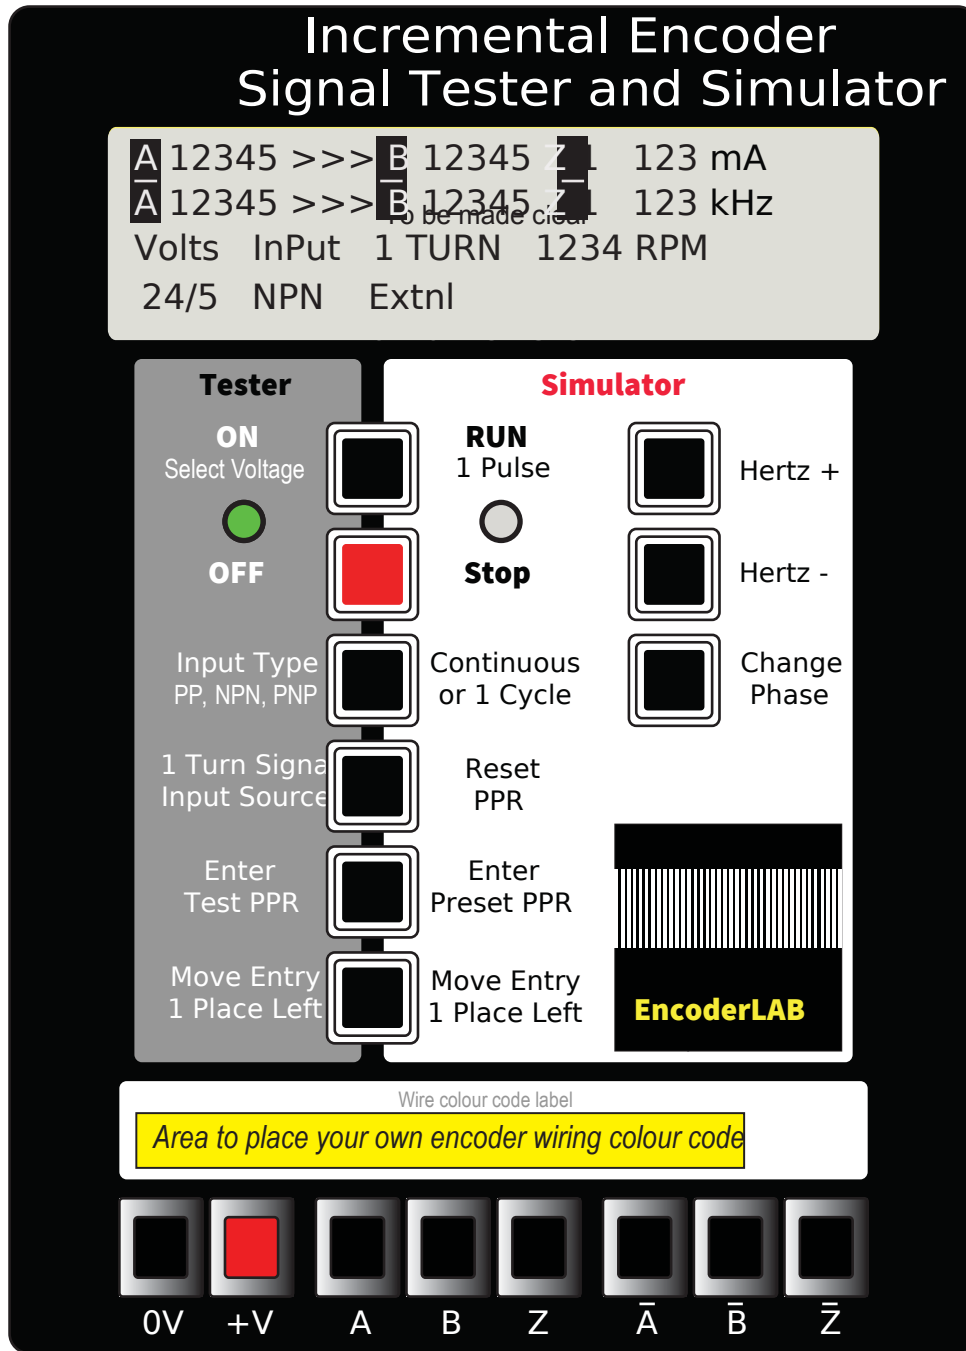 Incremental Encoder
Signal Tester and Simulator
A 12345 >>> B 12345 Z 1 123 mA
A̅ 12345 >>> B̅ 12345 Z̅ 1 123 kHz
To be made clear
Volts InPut 1 TURN 1234 RPM
24/5 NPN Extnl
Tester
Simulator
ON
Select Voltage
RUN
1 Pulse
Hertz +
OFF
Stop
Hertz -
Input Type
PP, NPN, PNP
Continuous
or 1 Cycle
Change
Phase
1 Turn Signa
Input Source
Reset
PPR
Enter
Test PPR
Enter
Preset PPR
Move Entry
1 Place Left
Move Entry
1 Place Left
EncoderLAB
Wire colour code label
Area to place your own encoder wiring colour code
0V +V A B Z A̅ B̅ Z̅